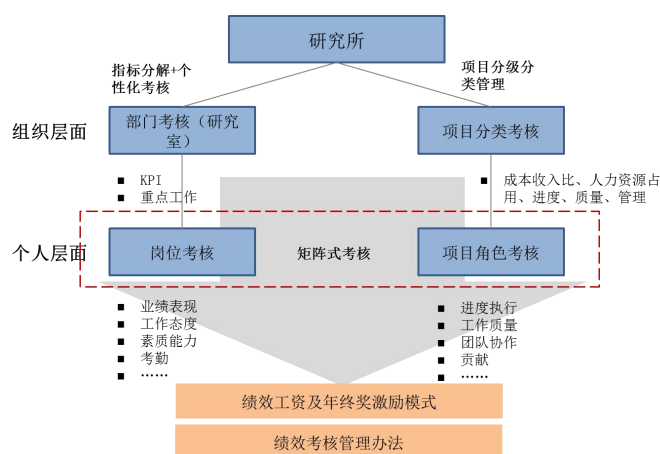 研究所
指标分解+个
性化考核
项目分级分
类管理
组织层面
部门考核（研究
室）
项目分类考核
■ KPI
■ 重点工作
■ 成本收入比、人力资源占
用、进度、质量、管理
个人层面
岗位考核
矩阵式考核
项目角色考核
■ 业绩表现
■ 工作态度
■ 素质能力
■ 考勤
■ ……
■ 进度执行
■ 工作质量
■ 团队协作
■ 贡献
■ ……
绩效工资及年终奖激励模式
绩效考核管理办法